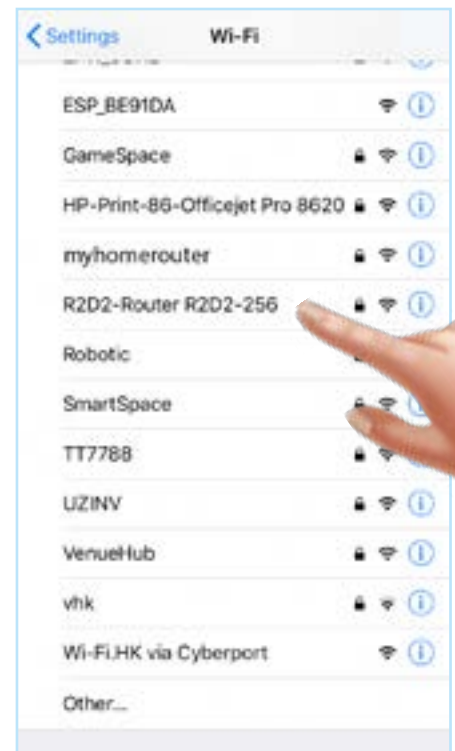 Settings Wi-Fi
ESP_BE91DA
GameSpace
HP-Print-86-Officejet Pro 8620
myhomerouter
R2D2-Router R2D2-256
Robotic
SmartSpace
TT7788
UZINV
VenueHub
vhk
Wi-Fi.HK via Cyberport
Other...